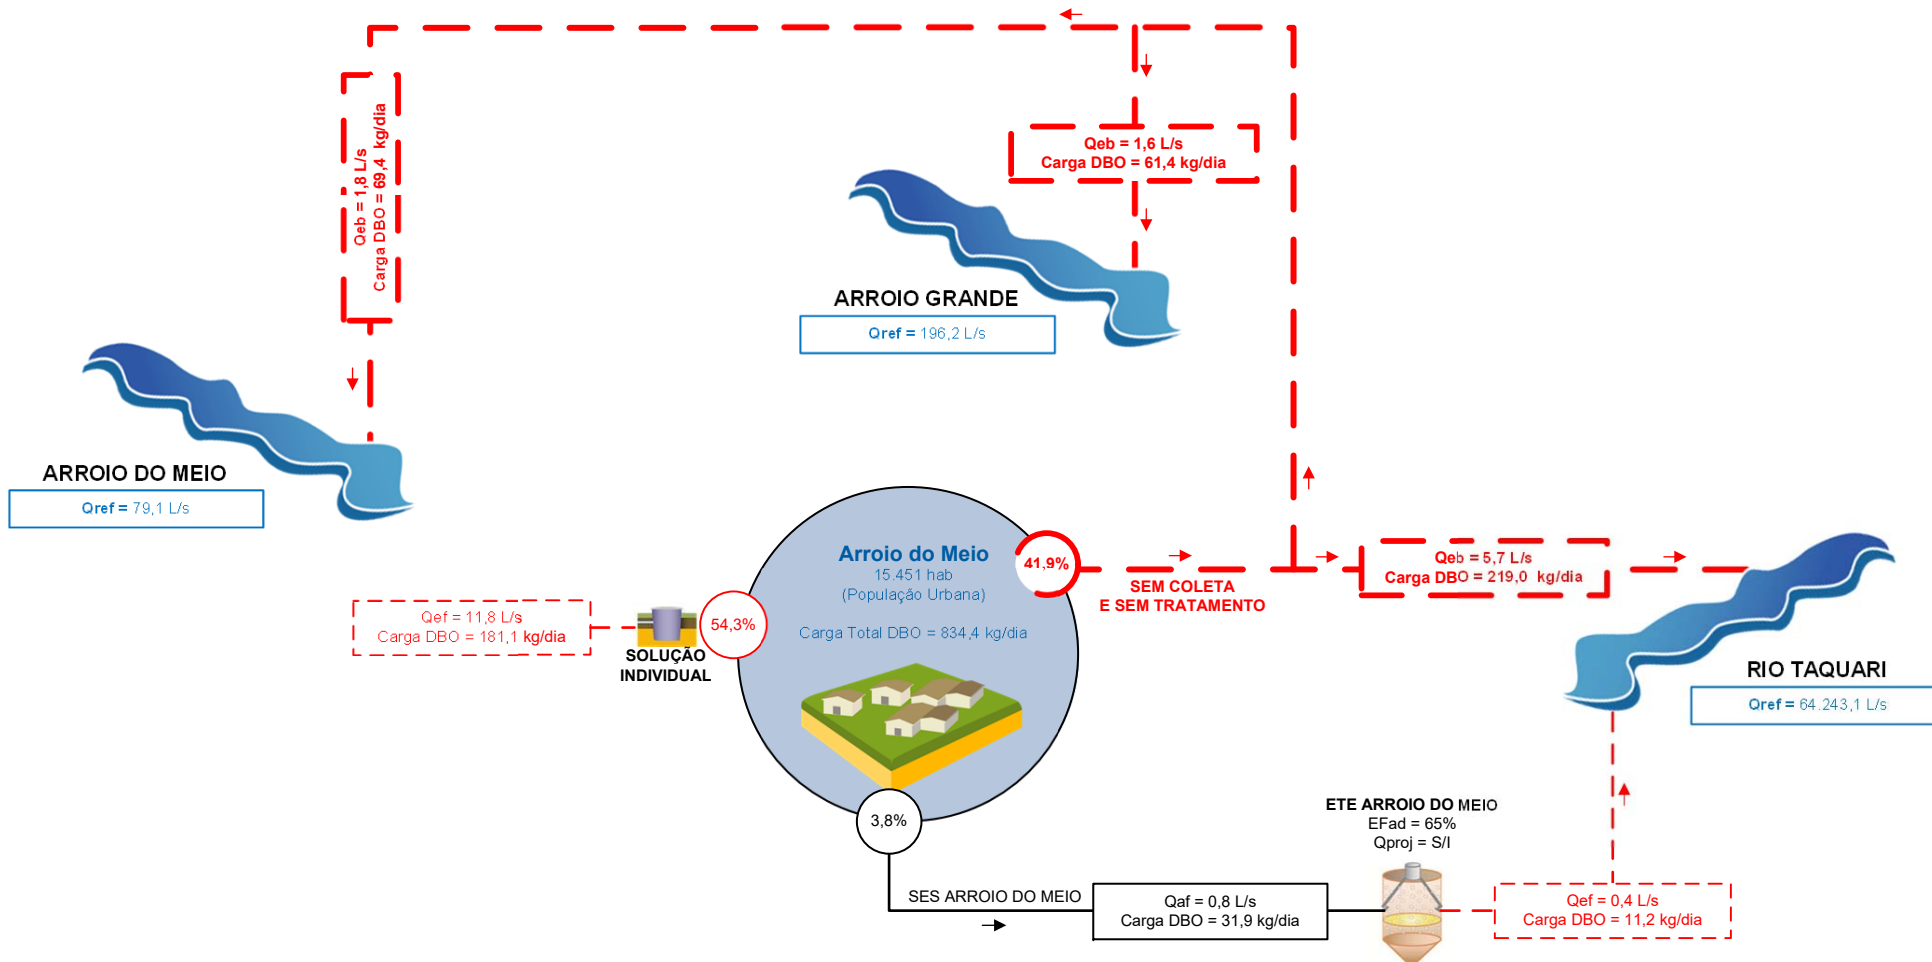 Qeb = 1,8 L/s
Carga DBO = 69,4 kg/dia
Qeb = 1,6 L/s
Carga DBO = 61,4 kg/dia
ARROIO GRANDE
Qref = 196,2 L/s
ARROIO DO MEIO
Qref = 79,1 L/s
Arroio do Meio
15.451 hab
(População Urbana)
Carga Total DBO = 834,4 kg/dia
41,9%
SEM COLETA
E SEM TRATAMENTO
Qeb = 5,7 L/s
Carga DBO = 219,0 kg/dia
Qef = 11,8 L/s
Carga DBO = 181,1 kg/dia
SOLUÇÃO
INDIVIDUAL
54,3%
RIO TAQUARI
Qref = 64.243,1 L/s
3,8%
SES ARROIO DO MEIO
Qaf = 0,8 L/s
Carga DBO = 31,9 kg/dia
ETE ARROIO DO MEIO
EFad = 65%
Qproj = S/I
Qef = 0,4 L/s
Carga DBO = 11,2 kg/dia